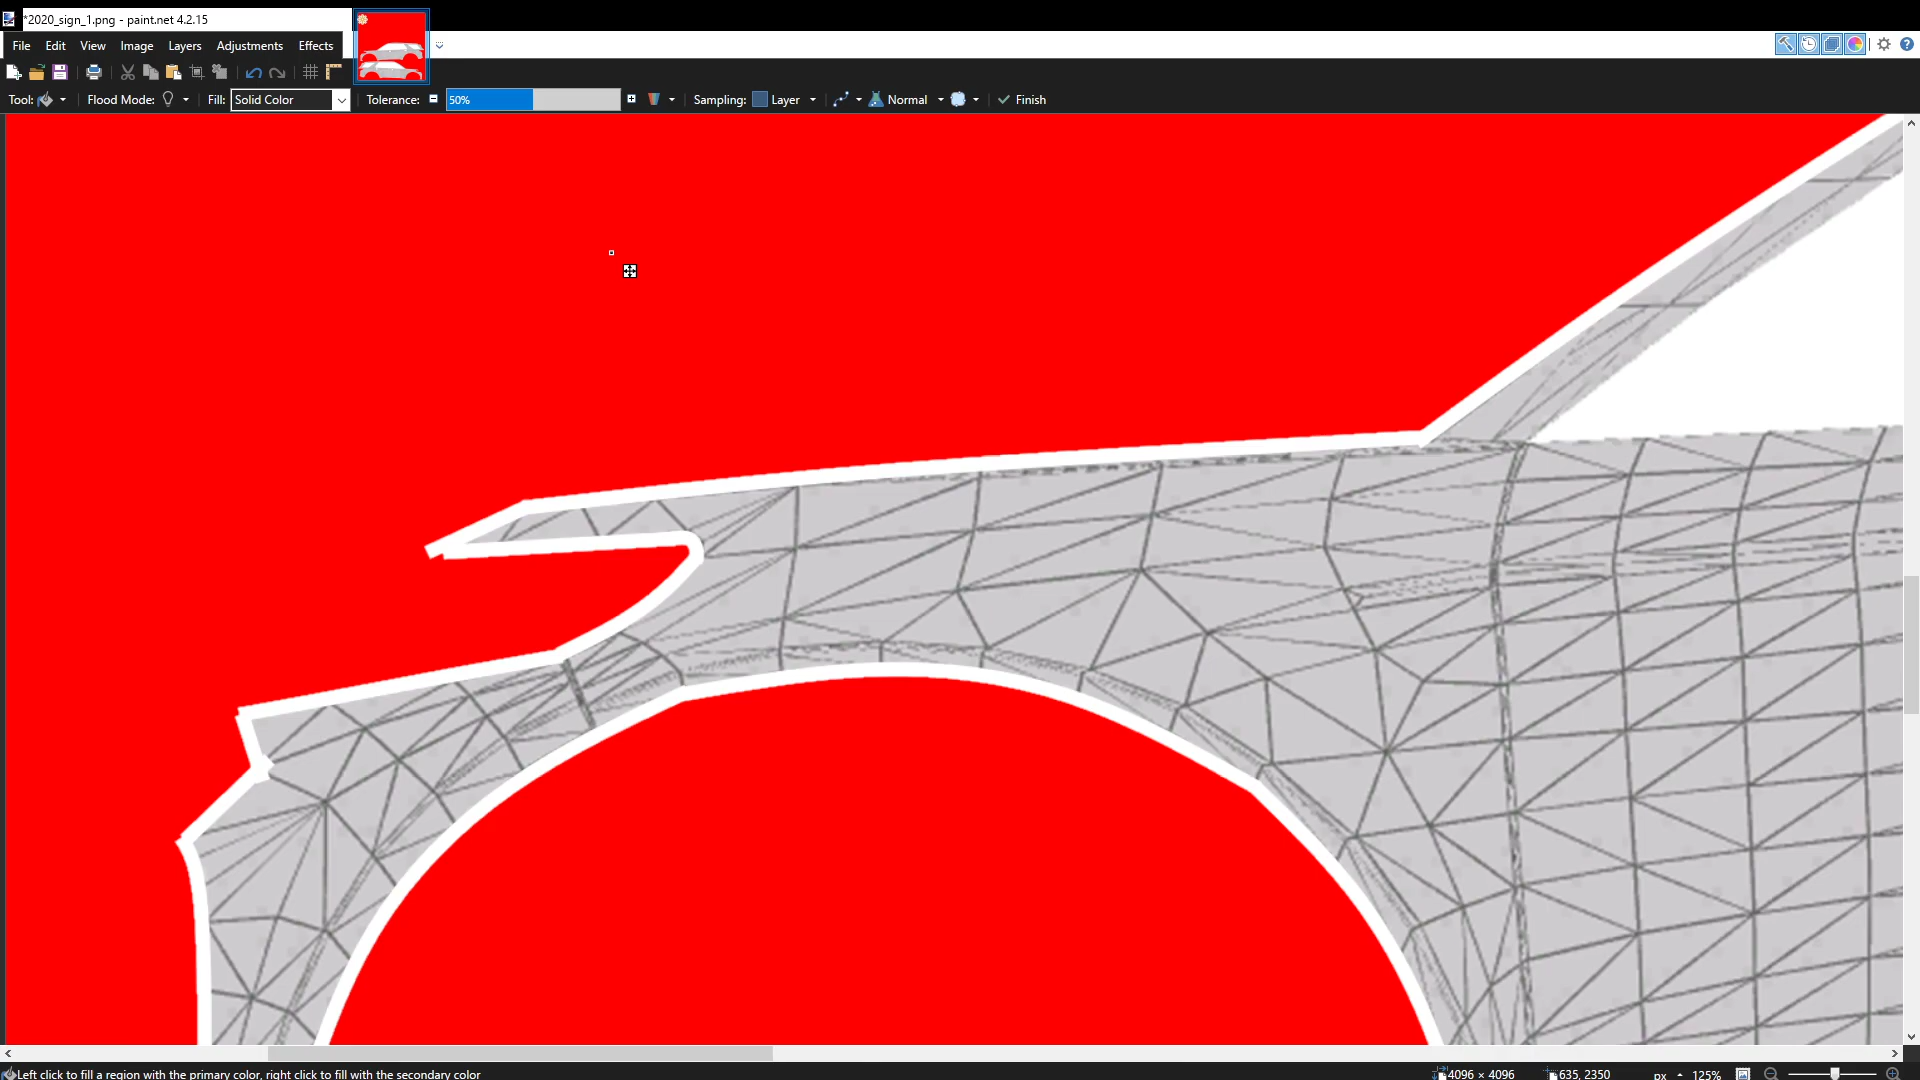 *2020_sign_1.png - paint.net 4.2.15
File Edit View Image Layers Adjustments Effects
Tool: Flood Mode: Fill: Solid Color Tolerance: 50% Sampling: Layer Normal Finish
Left click to fill a region with the primary color, right click to fill with the secondary color 4096 × 4096 635, 2350 px 125%